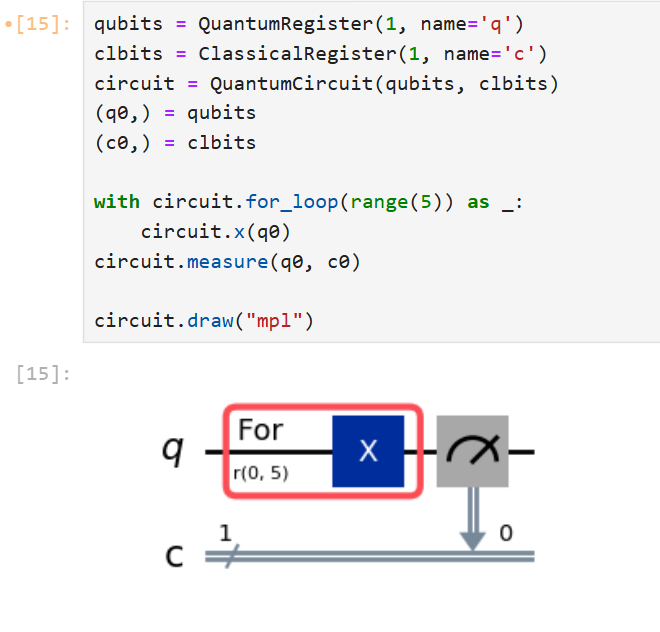 [15]: qubits = QuantumRegister(1, name='q')
clbits = ClassicalRegister(1, name='c')
circuit = QuantumCircuit(qubits, clbits)
(q0,) = qubits
(c0,) = clbits
with circuit.for_loop(range(5)) as _:
    circuit.x(q0)
circuit.measure(q0, c0)
circuit.draw("mpl")
[15]:
For
q
X
r(0, 5)
1
0
c